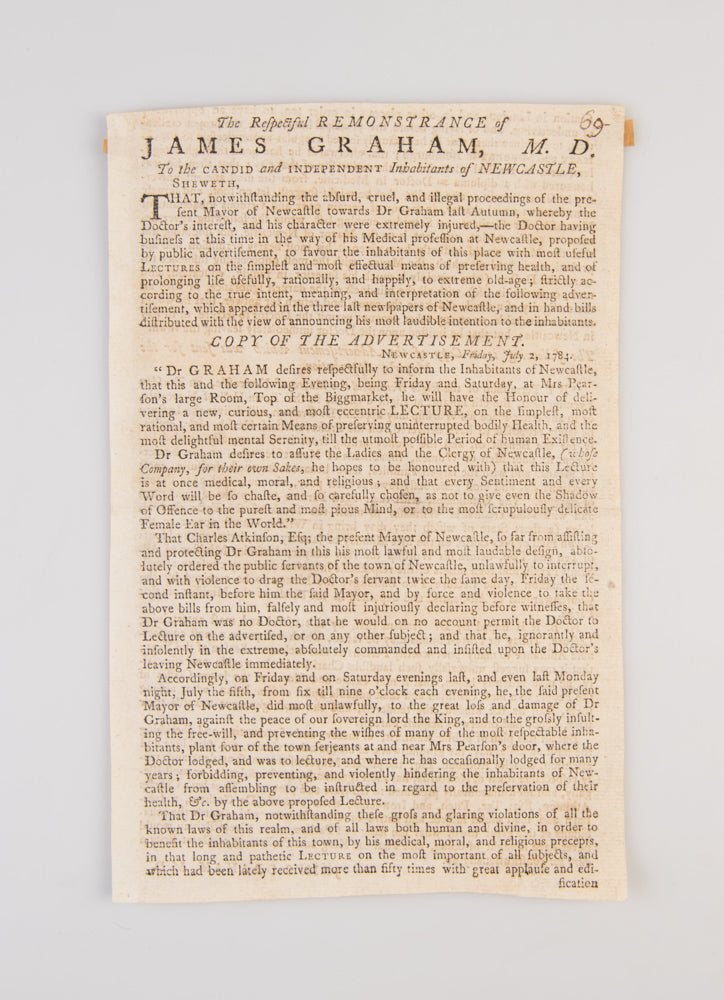 The Reſpectful REMONSTRANCE of
69
JAMES GRAHAM, M. D.
To the CANDID and INDEPENDENT Inhabitants of NEWCASTLE,
SHEWETH,
THAT, notwithſtanding the abſurd, cruel, and illegal proceedings of the pre-
ſent Mayor of Newcaſtle towards Dr Graham laſt Autumn, whereby the
Doctor's intereſt, and his character were extremely injured,—the Doctor having
buſineſs at this time in the way of his Medical profeſſion at Newcaſtle, propoſed
by public advertiſement, to favour the inhabitants of this place with moſt uſeful
LECTURES on the ſimpleſt and moſt effectual means of preſerving health, and of
prolonging life uſefully, rationally, and happily, to extreme old-age; ſtrictly ac-
cording to the true intent, meaning, and interpretation of the following adver-
tiſement, which appeared in the three laſt newſpapers of Newcaſtle, and in hand-bills
diſtributed with the view of announcing his moſt laudible intention to the inhabitants.
COPY OF THE ADVERTISEMENT.
NEWCASTLE, Friday, July 2, 1784.
" Dr GRAHAM deſires reſpectfully to inform the Inhabitants of Newcaſtle,
that this and the following Evening, being Friday and Saturday, at Mrs Pear-
ſon's large Room, Top of the Biggmarket, he will have the Honour of deli-
vering a new, curious, and moſt eccentric LECTURE, on the ſimpleſt, moſt
rational, and moſt certain Means of preſerving uninterrupted bodily Health, and the
moſt delightful mental Serenity, till the utmoſt poſſible Period of human Exiſtence.
Dr Graham deſires to aſſure the Ladies and the Clergy of Newcaſtle, (whoſe
Company, for their own Sakes, he hopes to be honoured with) that this Lecture
is at once medical, moral, and religious; and that every Sentiment and every
Word will be ſo chaſte, and ſo carefully choſen, as not to give even the Shadow
of Offence to the pureſt and moſt pious Mind, or to the moſt ſcrupulouſly delicate
Female Ear in the World."
That Charles Atkinſon, Eſq; the preſent Mayor of Newcaſtle, ſo far from aſſiſting
and protecting Dr Graham in this his moſt lawful and moſt laudable deſign, abſo-
lutely ordered the public ſervants of the town of Newcaſtle, unlawfully to interrupt,
and with violence to drag the Doctor's ſervant twice the ſame day, Friday the ſe-
cond inſtant, before him the ſaid Mayor, and by force and violence to take the
above bills from him, falſely and moſt injuriouſly declaring before witneſſes, that
Dr Graham was no Doctor, that he would on no account permit the Doctor to
Lecture on the advertiſed, or on any other ſubject; and that he, ignorantly and
inſolently in the extreme, abſolutely commanded and inſiſted upon the Doctor's
leaving Newcaſtle immediately.
Accordingly, on Friday and on Saturday evenings laſt, and even laſt Monday
night, July the fifth, from ſix till nine o'clock each evening, he, the ſaid preſent
Mayor of Newcaſtle, did moſt unlawfully, to the great loſs and damage of Dr
Graham, againſt the peace of our ſovereign lord the King, and to the groſsly inſult-
ing the free-will, and preventing the wiſhes of many of the moſt reſpectable inha-
bitants, plant four of the town ſerjeants at and near Mrs Pearſon's door, where the
Doctor lodged, and was to lecture, and where he has occaſionally lodged for many
years; forbidding, preventing, and violently hindering the inhabitants of New-
caſtle from aſſembling to be inſtructed in regard to the preſervation of their
health, &c. by the above propoſed Lecture.
That Dr Graham, notwithſtanding theſe groſs and glaring violations of all the
known laws of this realm, and of all laws both human and divine, in order to
benefit the inhabitants of this town, by his medical, moral, and religious precepts,
in that long and pathetic LECTURE on the moſt important of all ſubjects, and
which had been lately received more than fifty times with great applauſe and edi-
fication